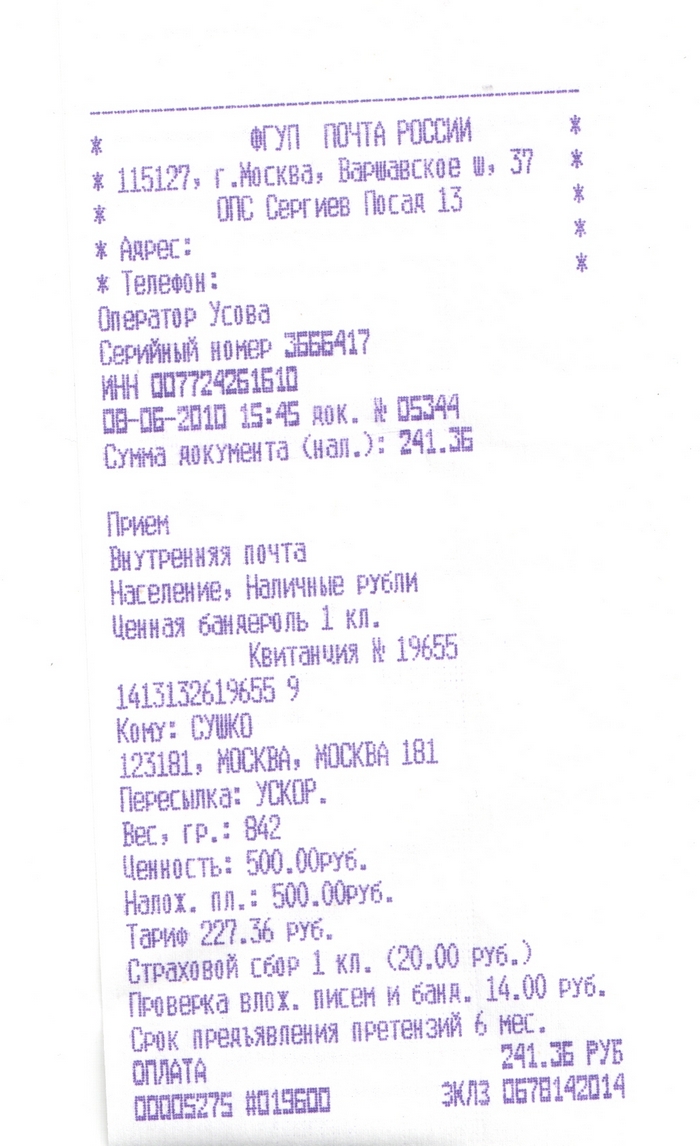 * ФГУП ПОЧТА РОССИИ *
* 115127, г.Москва, Варшавское ш, 37 *
* ОПС Сергиев Посад 13 *
* Адрес: *
* Телефон: *
Оператор Усова
Серийный номер 3666417
ИНН 007724261610
08-06-2010 15:45 док. № 05344
Сумма документа (нал.): 241.36
Прием
Внутренняя почта
Население, Наличные рубли
Ценная бандероль 1 кл.
Квитанция № 19655
1413132619655 9
Кому: СУШКО
123181, МОСКВА, МОСКВА 181
Пересылка: УСКОР.
Вес, гр.: 842
Ценность: 500.00руб.
Налож. пл.: 500.00руб.
Тариф 227.36 руб.
Страховой сбор 1 кл. (20.00 руб.)
Проверка влож. писем и банд. 14.00 руб.
Срок предъявления претензий 6 мес.
ОПЛАТА 241.36 РУБ
00005275 #019600 ЭКЛЗ 0678142014